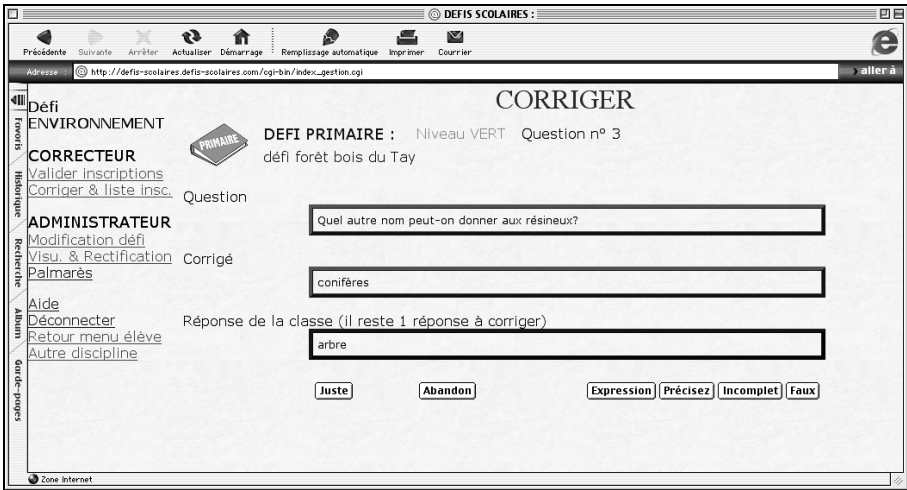 @ DEFIS SCOLAIRES :
Précédente Suivante Arrêter Actualiser Démarrage Remplissage automatique Imprimer Courrier
Adresse : @ http://defis-scolaires.defis-scolaires.com/cgi-bin/index_gestion.cgi aller à
Favoris
Historique
Recherche
Album
Garde-pages
Défi
ENVIRONNEMENT
CORRECTEUR
Valider inscriptions
Corriger & liste insc.
ADMINISTRATEUR
Modification défi
Visu. & Rectification
Palmarès
Aide
Déconnecter
Retour menu élève
Autre discipline
CORRIGER
PRIMAIRE
DEFI PRIMAIRE : Niveau VERT Question n° 3
défi forêt bois du Tay
Question
Quel autre nom peut-on donner aux résineux?
Corrigé
conifères
Réponse de la classe (il reste 1 réponse à corriger)
arbre
Juste Abandon Expression Précisez Incomplet Faux
Zone Internet